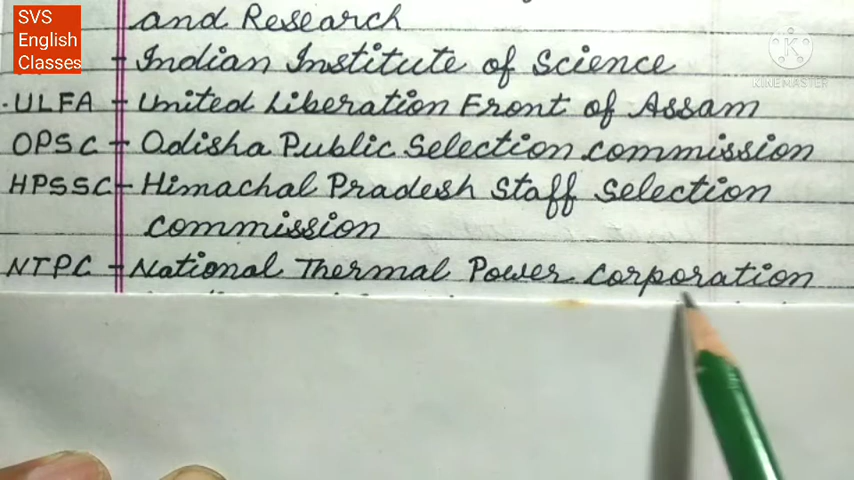 SVS
English
Classes
and Research
- Indian Institute of Science
.ULFA - United Liberation Front of Assam
OPSC - Odisha Public Selection commission
HPSSC - Himachal Pradesh Staff Selection
commission
NTPC - National Thermal Power corporation
KINEMASTER